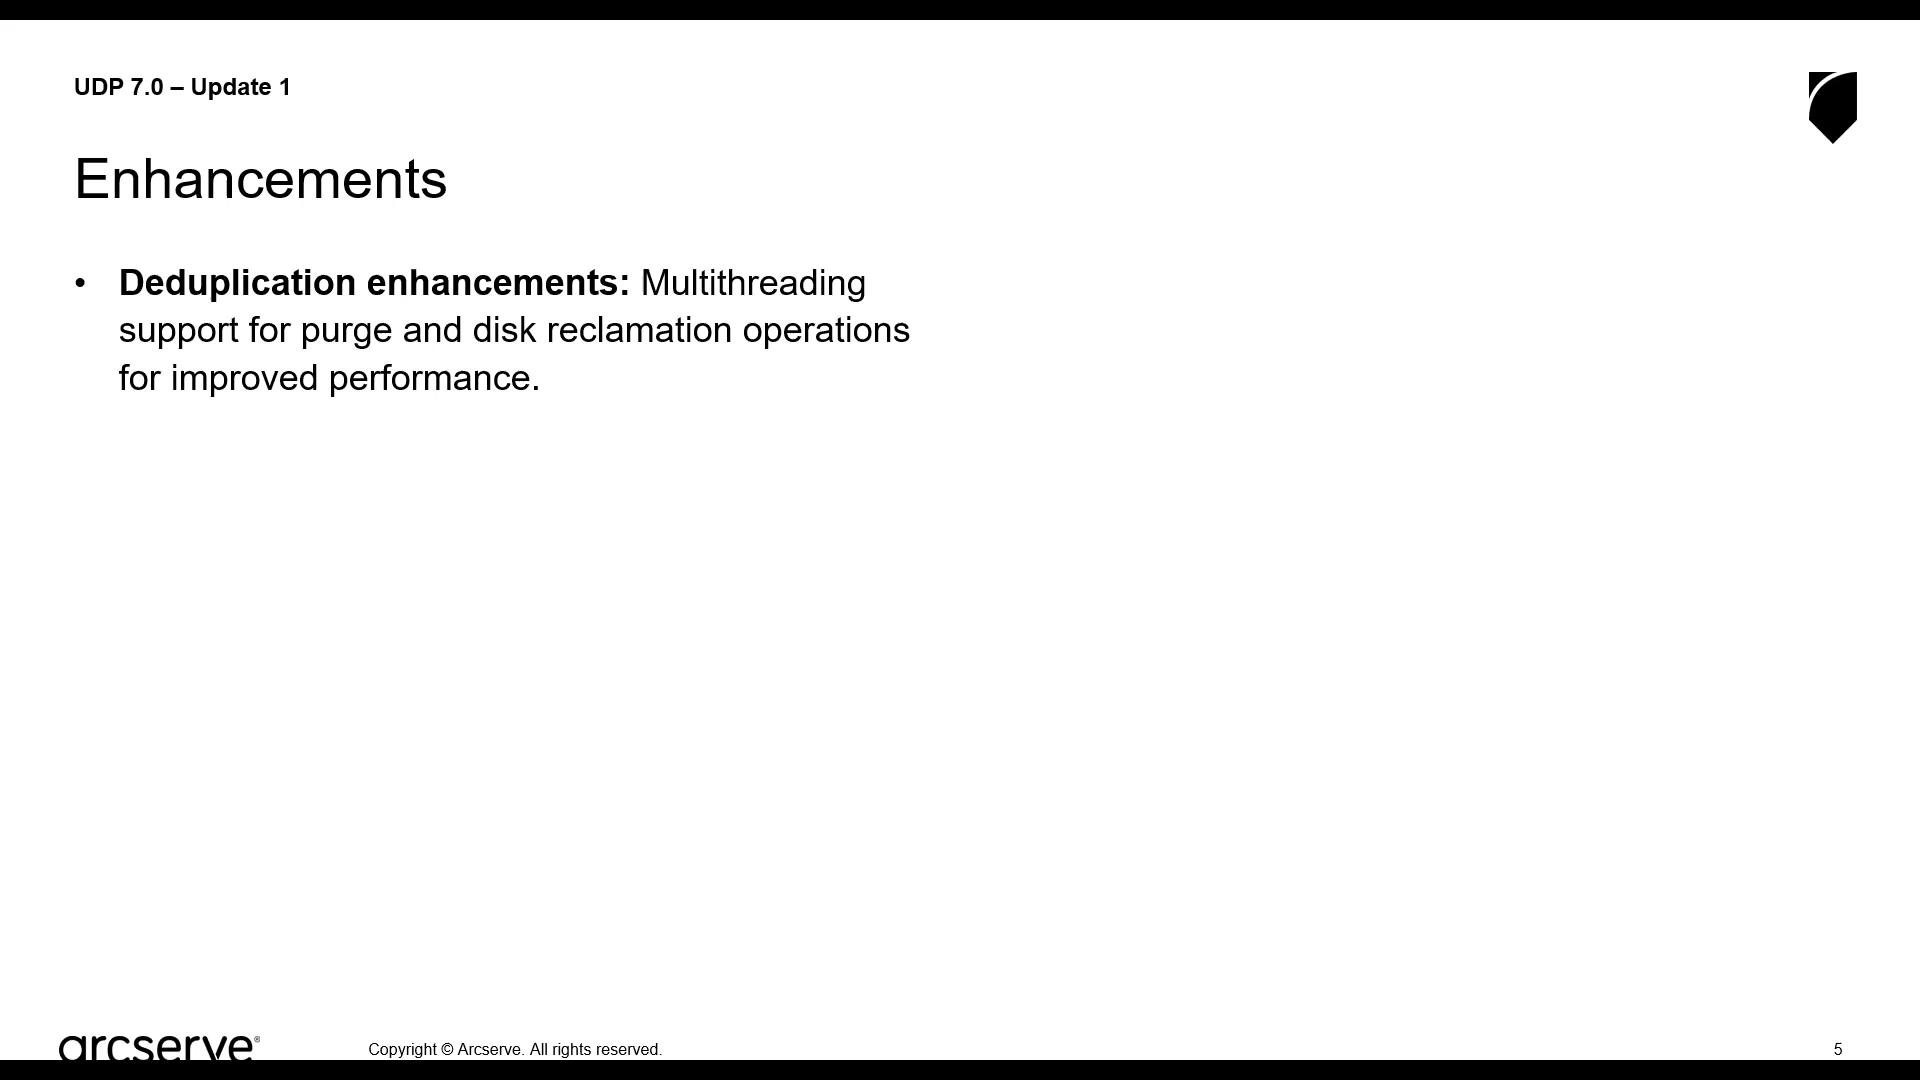 UDP 7.0 – Update 1
Enhancements
• Deduplication enhancements: Multithreading
support for purge and disk reclamation operations
for improved performance.
arcserve®
Copyright © Arcserve. All rights reserved.
5